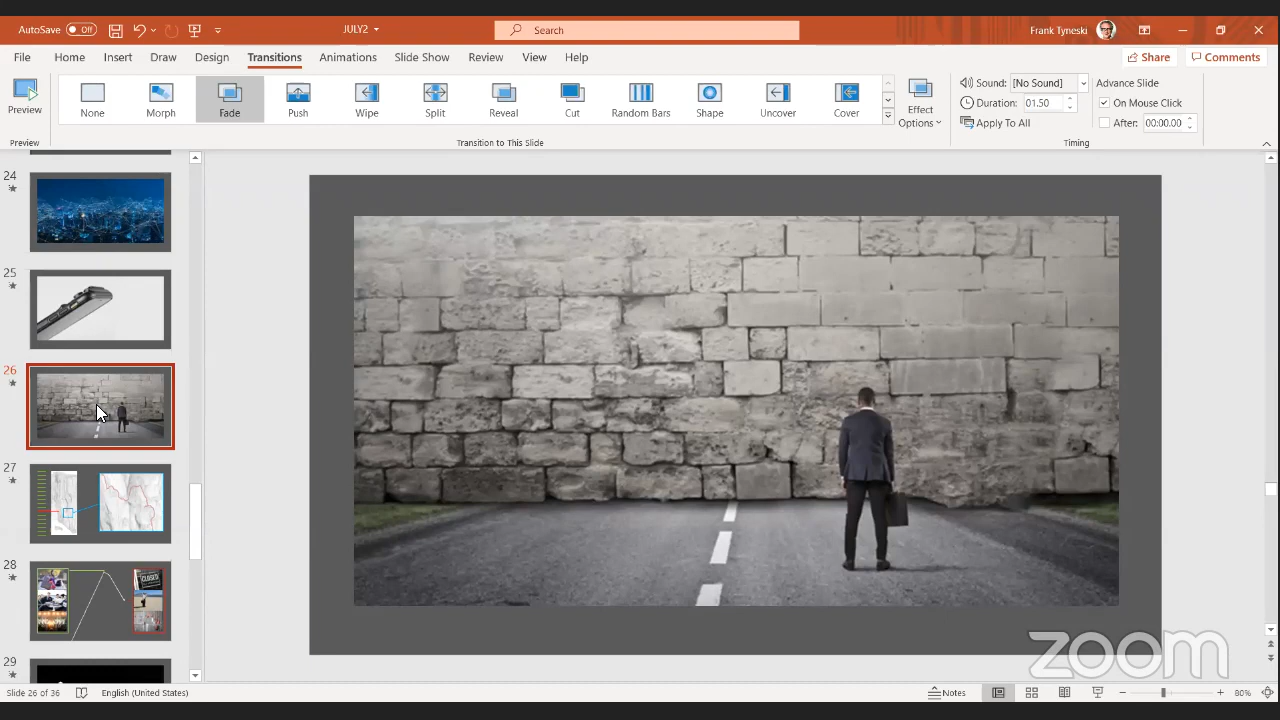 AutoSave Off JULY2 Search Frank Tyneski
File Home Insert Draw Design Transitions Animations Slide Show Review View Help Share Comments
Preview None Morph Fade Push Wipe Split Reveal Cut Random Bars Shape Uncover Cover Effect Options
Sound: [No Sound] Advance Slide
Duration: 01.50 On Mouse Click
Apply To All After: 00:00.00
Preview Transition to This Slide Timing
24
25
26
27
28
CLOSED
29
zoom
Slide 26 of 36 English (United States) Notes 80%